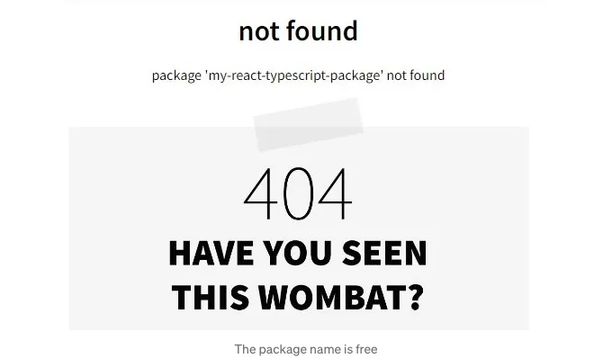 not found
package 'my-react-typescript-package' not found
404
HAVE YOU SEEN
THIS WOMBAT?
The package name is free